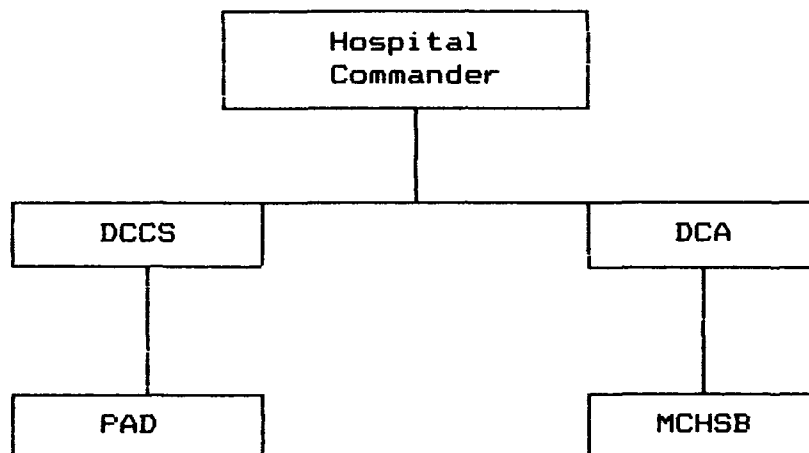 Hospital
Commander
DCCS
DCA
PAD
MCHSB